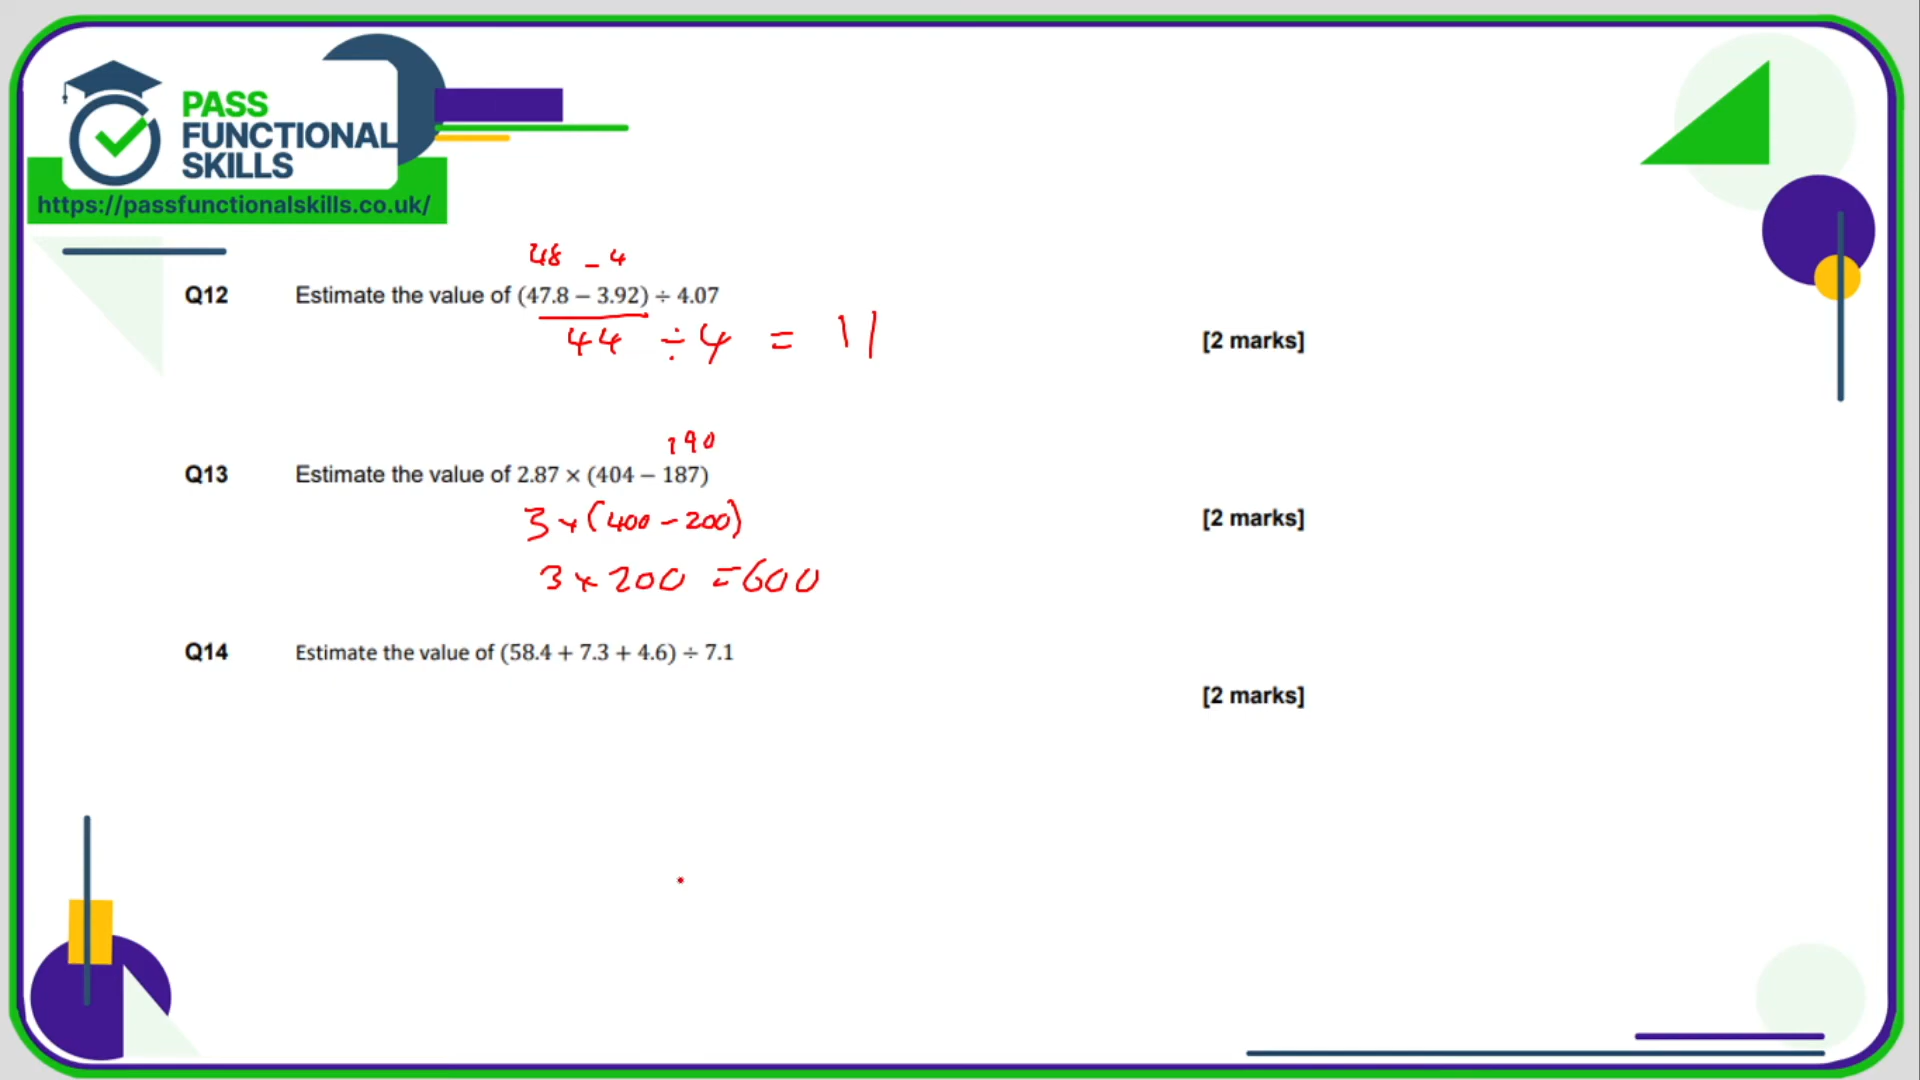 PASS
FUNCTIONAL
SKILLS
https://passfunctionalskills.co.uk/
48 - 4
Q12 Estimate the value of (47.8 − 3.92) ÷ 4.07
44 ÷ 4 = 11
[2 marks]
190
Q13 Estimate the value of 2.87 × (404 − 187)
3 × (400 - 200)
[2 marks]
3 × 200 = 600
Q14 Estimate the value of (58.4 + 7.3 + 4.6) ÷ 7.1
[2 marks]